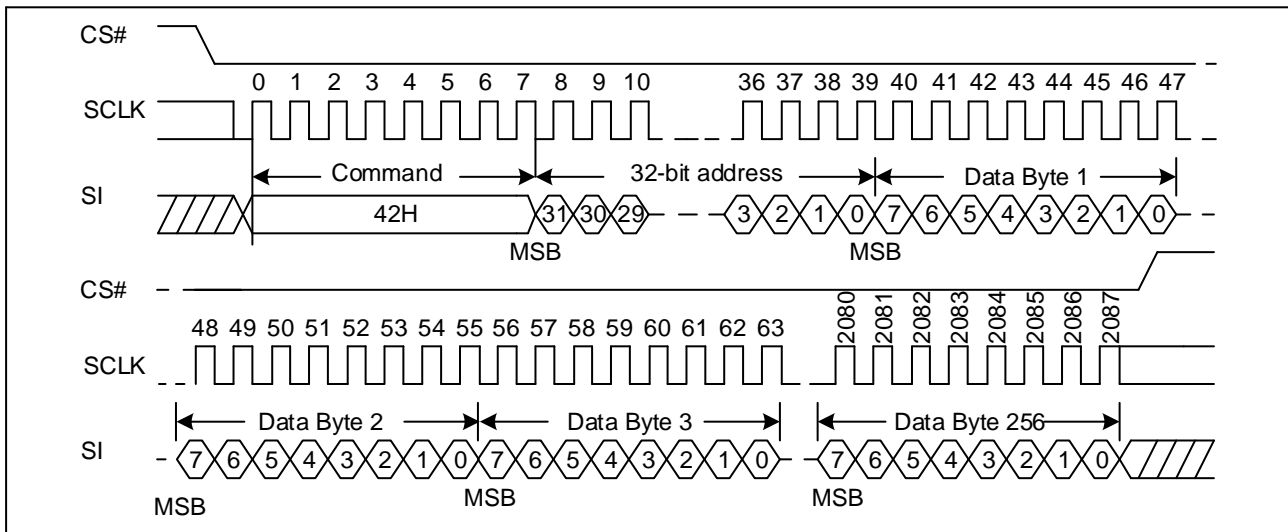 CS#
0 1 2 3 4 5 6 7 8 9 10 36 37 38 39 40 41 42 43 44 45 46 47
SCLK
Command 32-bit address Data Byte 1
SI
42H 31 30 29 3 2 1 0 7 6 5 4 3 2 1 0
MSB MSB
CS#
48 49 50 51 52 53 54 55 56 57 58 59 60 61 62 63 2080 2081 2082 2083 2084 2085 2086 2087
SCLK
Data Byte 2 Data Byte 3 Data Byte 256
SI
7 6 5 4 3 2 1 0 7 6 5 4 3 2 1 0 7 6 5 4 3 2 1 0
MSB MSB MSB